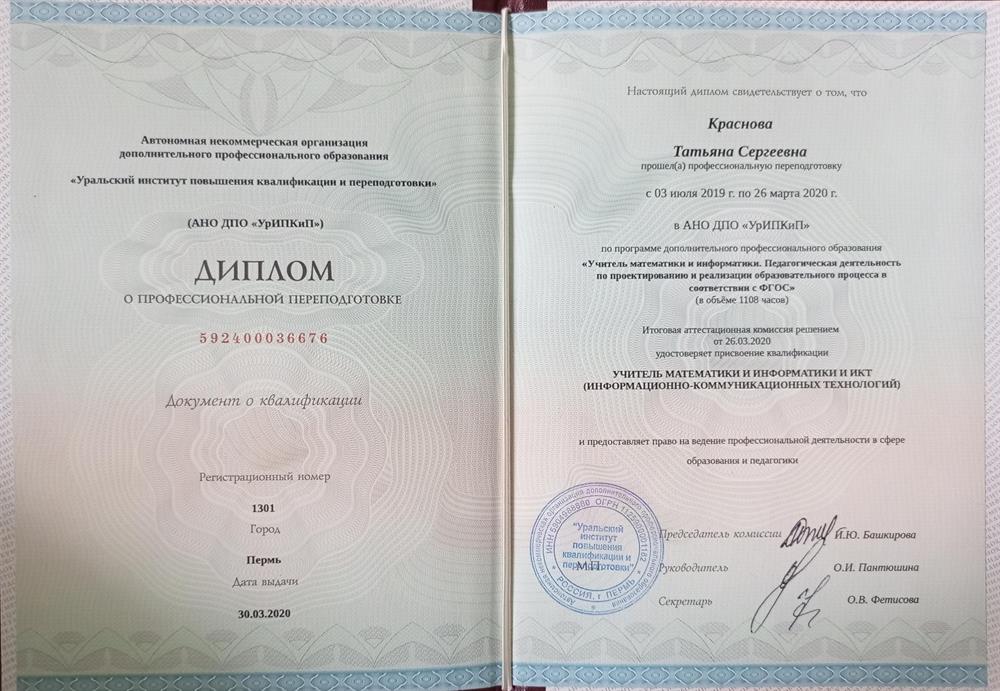 Автономная некоммерческая организация
дополнительного профессионального образования
«Уральский институт повышения квалификации и переподготовки»
(АНО ДПО «УрИПКиП»)
ДИПЛОМ
О ПРОФЕССИОНАЛЬНОЙ ПЕРЕПОДГОТОВКЕ
592400036676
Документ о квалификации
Регистрационный номер
1301
Город
Пермь
Дата выдачи
30.03.2020
Настоящий диплом свидетельствует о том, что
Краснова
Татьяна Сергеевна
прошел(а) профессиональную переподготовку
с 03 июля 2019 г. по 26 марта 2020 г.
в АНО ДПО «УрИПКиП»
по программе дополнительного профессионального образования
«Учитель математики и информатики. Педагогическая деятельность
по проектированию и реализации образовательного процесса в
соответствии с ФГОС»
(в объёме 1108 часов)
Итоговая аттестационная комиссия решением
от 26.03.2020
удостоверяет присвоение квалификации
УЧИТЕЛЬ МАТЕМАТИКИ И ИНФОРМАТИКИ И ИКТ
(ИНФОРМАЦИОННО-КОММУНИКАЦИОННЫХ ТЕХНОЛОГИЙ)
и предоставляет право на ведение профессиональной деятельности в сфере
образования и педагогики
Председатель комиссии Й.Ю. Башкирова
Руководитель О.И. Пантюшина
Секретарь О.В. Фетисова
М.П.
"Уральский
институт
повышения
квалификации и
переподготовки"
РОССИЯ, г. ПЕРМЬ